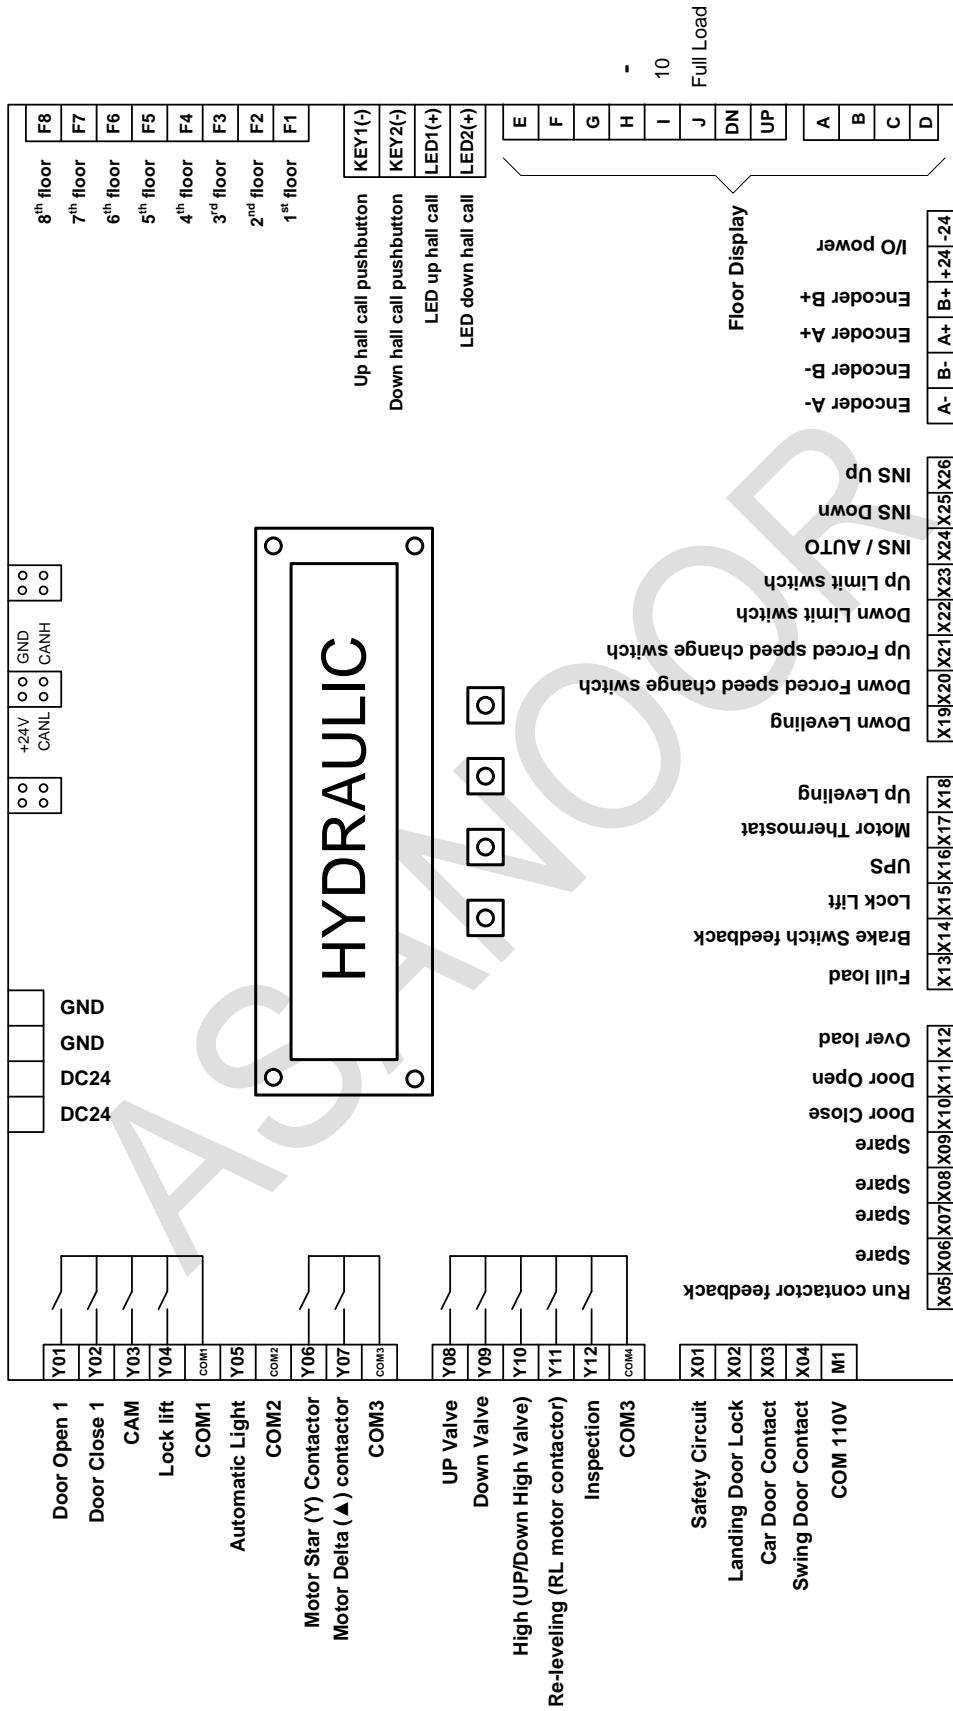 -
10
Full Load
8th floor F8
7th floor F7
6th floor F6
5th floor F5
4th floor F4
3rd floor F3
2nd floor F2
1st floor F1
Up hall call pushbutton KEY1(-)
Down hall call pushbutton KEY2(-)
LED up hall call LED1(+)
LED down hall call LED2(+)
E
F
G
H
I
J
DN
UP
A
B
C
D
Floor Display
I/O power +24 -24
Encoder B+ B+
Encoder A+ A+
Encoder B- B-
Encoder A- A-
+24V GND
CANL CANH
HYDRAULIC
INS Up X26
INS Down X25
INS / AUTO X24
Up Limit switch X23
Down Limit switch X22
Up Forced speed change switch X21
Down Forced speed change switch X20
Down Leveling X19
Up Leveling X18
Motor Thermostat X17
UPS X16
Lock Lift X15
Brake Switch feedback X14
Full load X13
Over load X12
Door Open X11
Door Close X10
Spare X09
Spare X08
Spare X07
Spare X06
Run contactor feedback X05
GND
GND
DC24
DC24
Door Open 1 Y01
Door Close 1 Y02
CAM Y03
Lock lift Y04
COM1 COM1
Automatic Light Y05
COM2 COM2
Motor Star (Y) Contactor Y06
Motor Delta (▲) contactor Y07
COM3 COM3
UP Valve Y08
Down Valve Y09
High (UP/Down High Valve) Y10
Re-leveling (RL motor contactor) Y11
Inspection Y12
COM3 COM4
Safety Circuit X01
Landing Door Lock X02
Car Door Contact X03
Swing Door Contact X04
COM 110V M1
ASANOOR